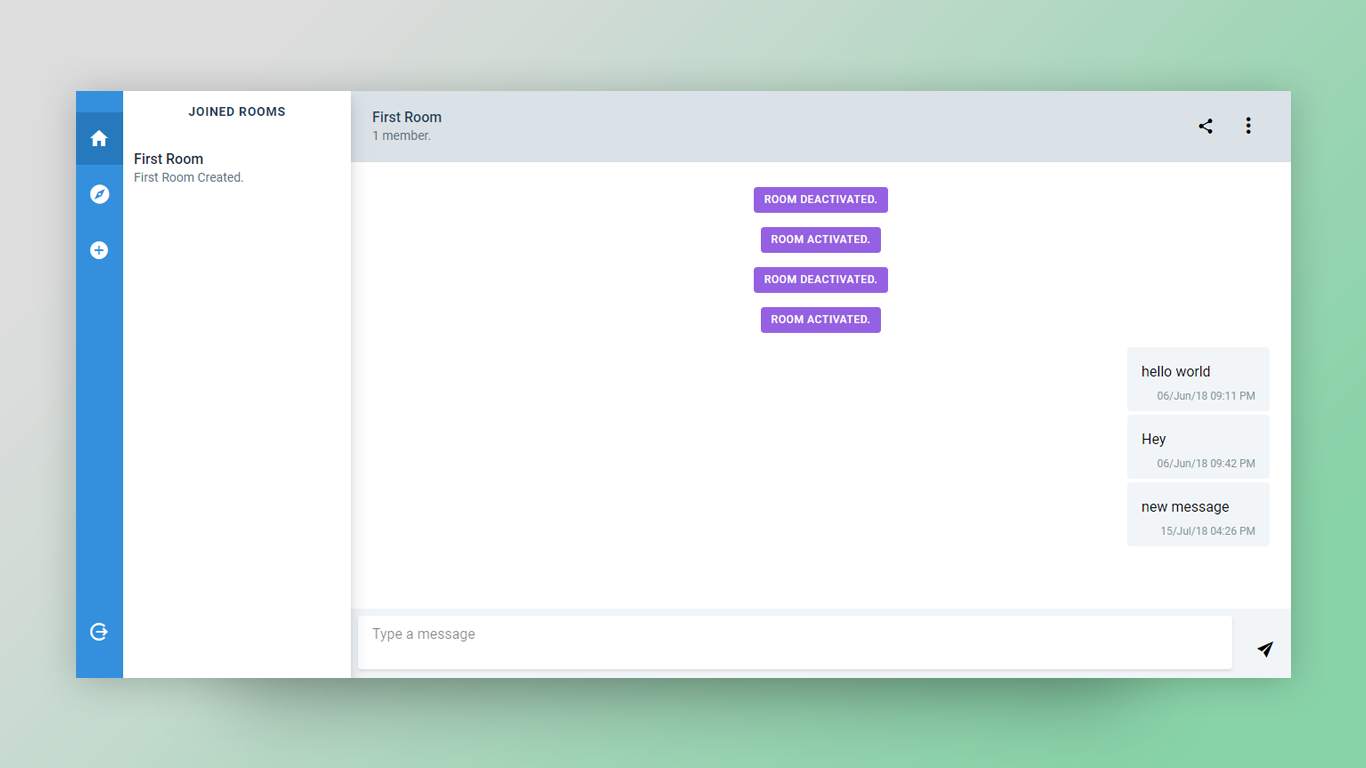 JOINED ROOMS
First Room
First Room Created.
First Room
1 member.
ROOM DEACTIVATED.
ROOM ACTIVATED.
ROOM DEACTIVATED.
ROOM ACTIVATED.
hello world
06/Jun/18 09:11 PM
Hey
06/Jun/18 09:42 PM
new message
15/Jul/18 04:26 PM
Type a message